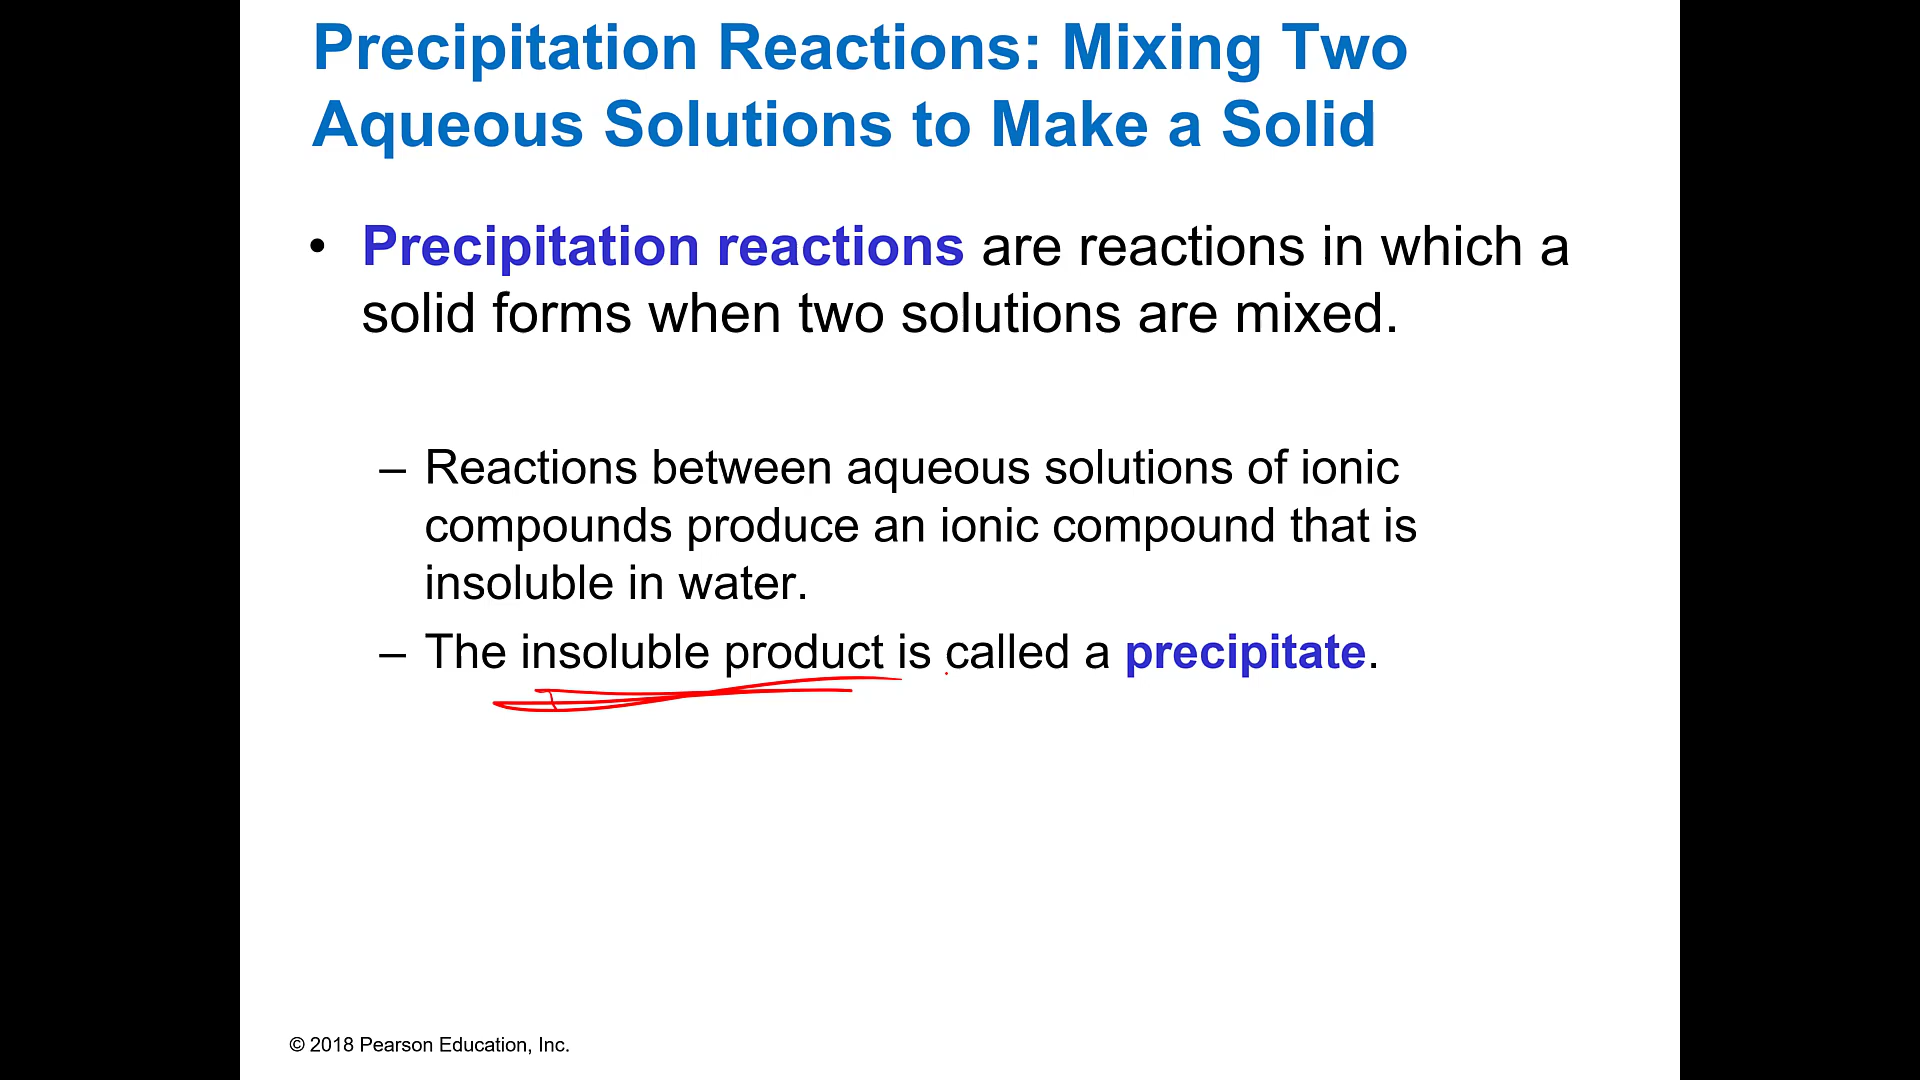 Precipitation Reactions: Mixing Two
Aqueous Solutions to Make a Solid
• Precipitation reactions are reactions in which a
solid forms when two solutions are mixed.
– Reactions between aqueous solutions of ionic
compounds produce an ionic compound that is
insoluble in water.
– The insoluble product is called a precipitate.
© 2018 Pearson Education, Inc.